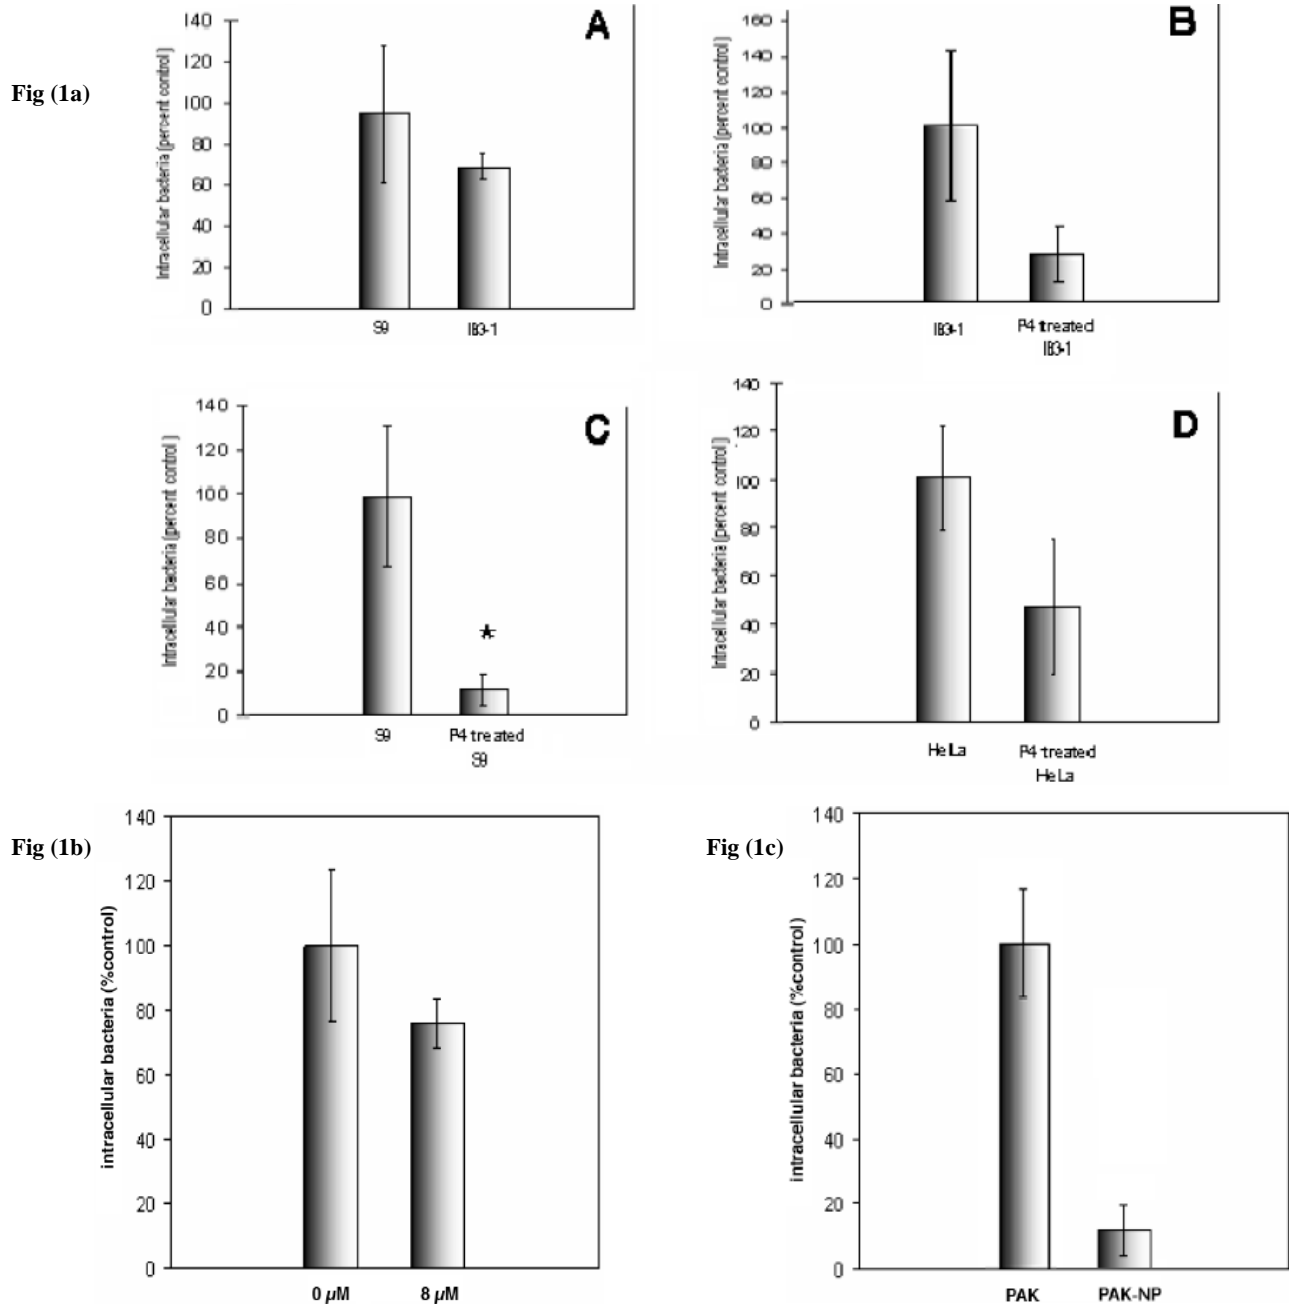 Fig (1a)
A
Intracellular bacteria (percent control)
140
120
100
80
60
40
20
0
S9
IB3-1
B
Intracellular bacteria (percent control)
160
140
120
100
80
60
40
20
0
IB3-1
P4 treated
IB3-1
C
Intracellular bacteria (percent control)
140
120
100
80
60
40
20
0
S9
P4 treated
S9
D
Intracellular bacteria (percent control)
140
120
100
80
60
40
20
0
HeLa
P4 treated
HeLa
Fig (1b)
intracellular bacteria (%control)
140
120
100
80
60
40
20
0
0 µM
8 µM
Fig (1c)
intracellular bacteria (%control)
140
120
100
80
60
40
20
0
PAK
PAK-NP